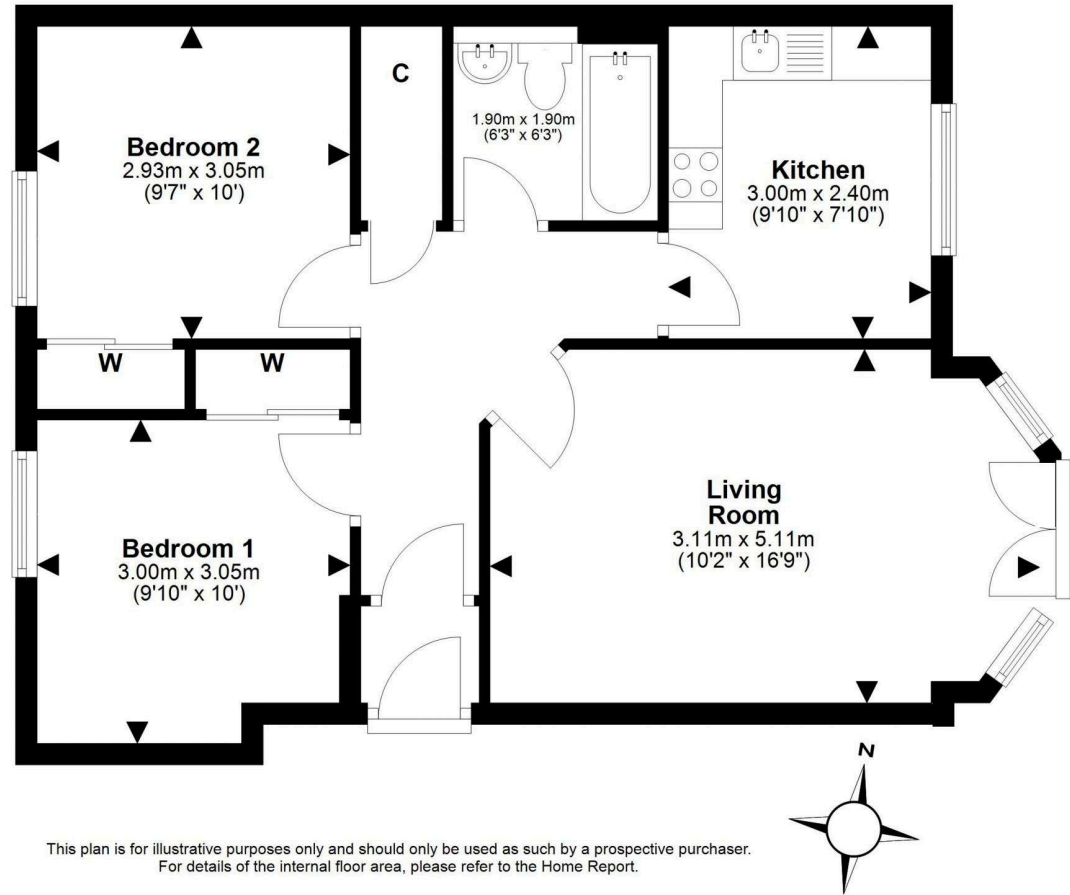 Bedroom 2
2.93m x 3.05m
(9'7" x 10')
C
1.90m x 1.90m
(6'3" x 6'3")
Kitchen
3.00m x 2.40m
(9'10" x 7'10")
W
W
Bedroom 1
3.00m x 3.05m
(9'10" x 10')
Living
Room
3.11m x 5.11m
(10'2" x 16'9")
N
This plan is for illustrative purposes only and should only be used as such by a prospective purchaser.
For details of the internal floor area, please refer to the Home Report.